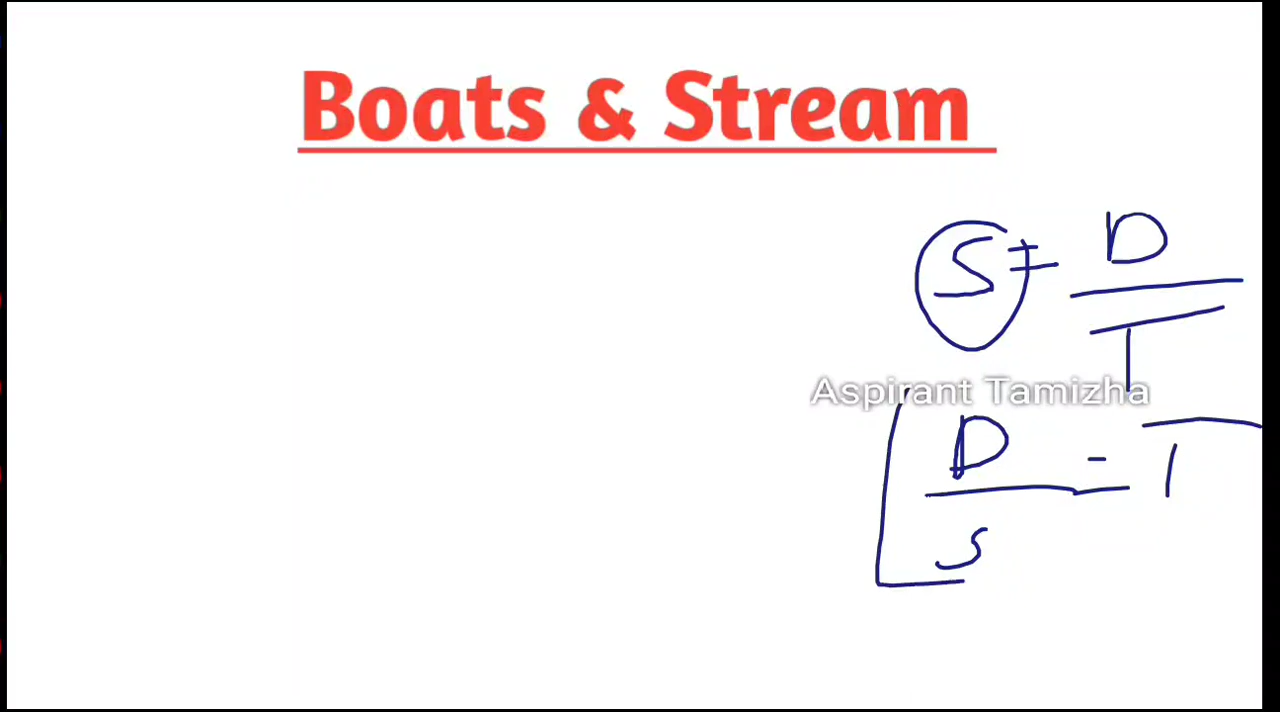 Boats & Stream
S = D
T
Aspirant Tamizha
D = T
S